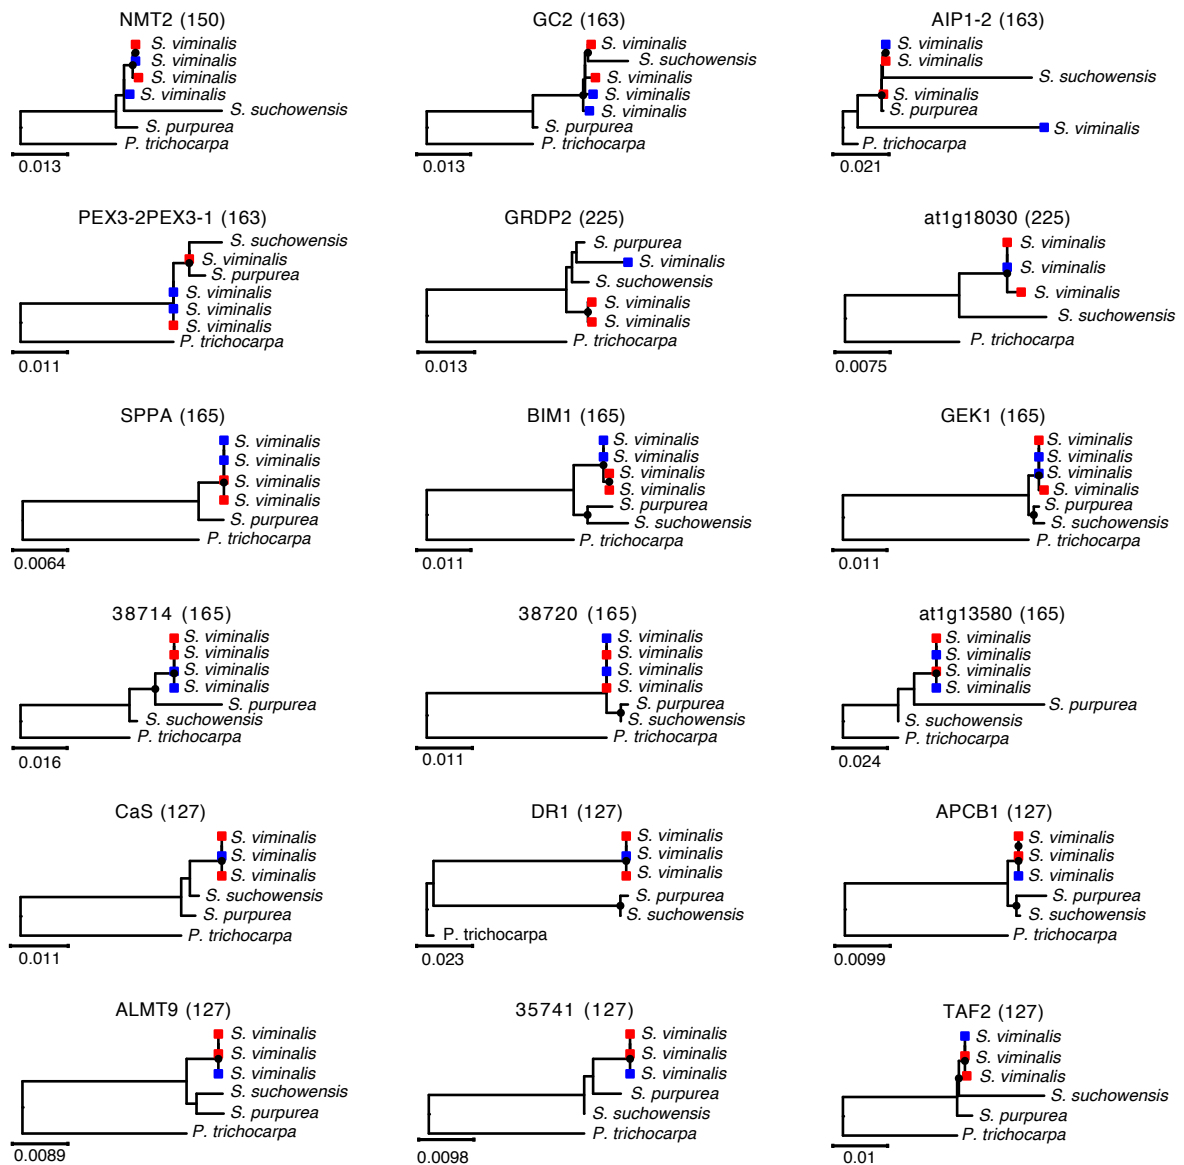 NMT2 (150)
S. viminalis
S. viminalis
S. viminalis
S. viminalis
S. suchowensis
S. purpurea
P. trichocarpa
0.013
GC2 (163)
S. viminalis
S. suchowensis
S. viminalis
S. viminalis
S. viminalis
S. purpurea
P. trichocarpa
0.013
AIP1-2 (163)
S. viminalis
S. viminalis
S. suchowensis
S. viminalis
S. purpurea
S. viminalis
P. trichocarpa
0.021
PEX3-2PEX3-1 (163)
S. suchowensis
S. viminalis
S. purpurea
S. viminalis
S. viminalis
S. viminalis
P. trichocarpa
0.011
GRDP2 (225)
S. purpurea
S. viminalis
S. suchowensis
S. viminalis
S. viminalis
P. trichocarpa
0.013
at1g18030 (225)
S. viminalis
S. viminalis
S. viminalis
S. suchowensis
P. trichocarpa
0.0075
SPPA (165)
S. viminalis
S. viminalis
S. viminalis
S. viminalis
S. purpurea
P. trichocarpa
0.0064
BIM1 (165)
S. viminalis
S. viminalis
S. viminalis
S. viminalis
S. purpurea
S. suchowensis
P. trichocarpa
0.011
GEK1 (165)
S. viminalis
S. viminalis
S. viminalis
S. viminalis
S. purpurea
S. suchowensis
P. trichocarpa
0.011
38714 (165)
S. viminalis
S. viminalis
S. viminalis
S. viminalis
S. purpurea
S. suchowensis
P. trichocarpa
0.016
38720 (165)
S. viminalis
S. viminalis
S. viminalis
S. viminalis
S. purpurea
S. suchowensis
P. trichocarpa
0.011
at1g13580 (165)
S. viminalis
S. viminalis
S. viminalis
S. viminalis
S. purpurea
S. suchowensis
P. trichocarpa
0.024
CaS (127)
S. viminalis
S. viminalis
S. viminalis
S. suchowensis
S. purpurea
P. trichocarpa
0.011
DR1 (127)
S. viminalis
S. viminalis
S. viminalis
S. purpurea
S. suchowensis
P. trichocarpa
0.023
APCB1 (127)
S. viminalis
S. viminalis
S. viminalis
S. purpurea
S. suchowensis
P. trichocarpa
0.0099
ALMT9 (127)
S. viminalis
S. viminalis
S. viminalis
S. suchowensis
S. purpurea
P. trichocarpa
0.0089
35741 (127)
S. viminalis
S. viminalis
S. viminalis
S. purpurea
S. suchowensis
P. trichocarpa
0.0098
TAF2 (127)
S. viminalis
S. viminalis
S. viminalis
S. suchowensis
S. purpurea
P. trichocarpa
0.01